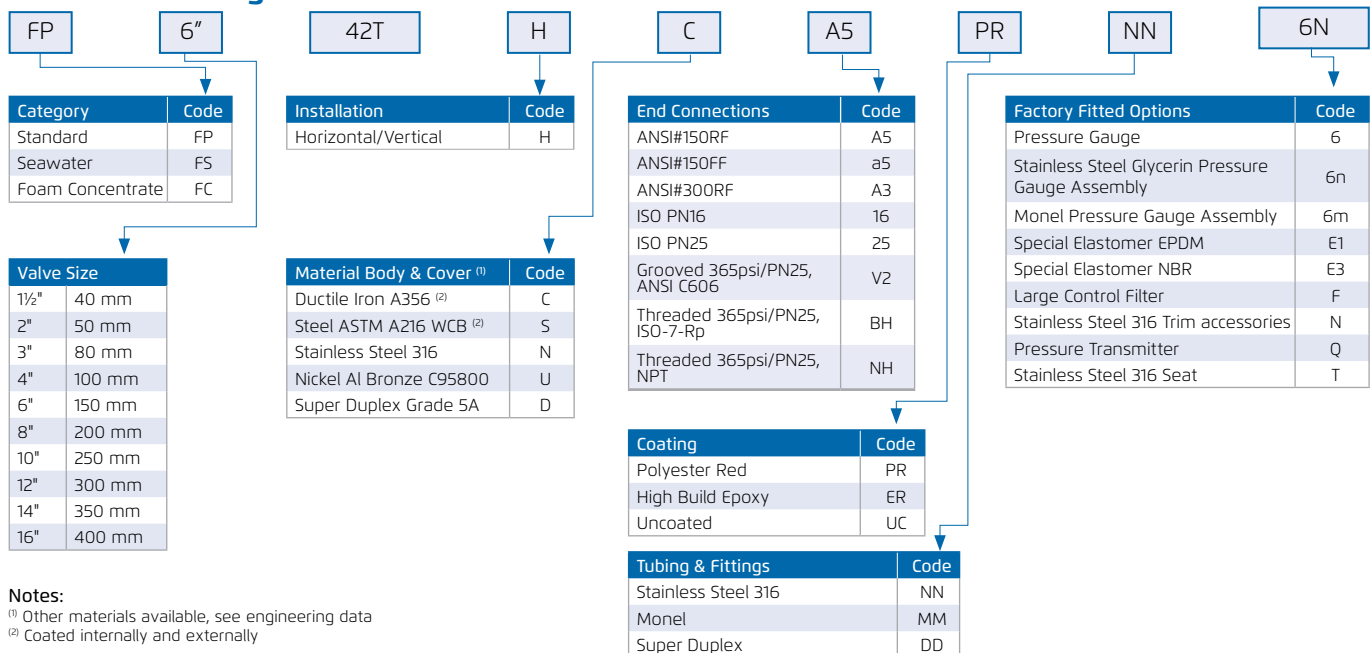 FP 6″ 42T H C A5 PR NN 6N
Category Code
Standard FP
Seawater FS
Foam Concentrate FC
Valve Size
1½" 40 mm
2" 50 mm
3" 80 mm
4" 100 mm
6" 150 mm
8" 200 mm
10" 250 mm
12" 300 mm
14" 350 mm
16" 400 mm
Installation Code
Horizontal/Vertical H
Material Body & Cover (1) Code
Ductile Iron A356 (2) C
Steel ASTM A216 WCB (2) S
Stainless Steel 316 N
Nickel Al Bronze C95800 U
Super Duplex Grade 5A D
End Connections Code
ANSI#150RF A5
ANSI#150FF a5
ANSI#300RF A3
ISO PN16 16
ISO PN25 25
Grooved 365psi/PN25,
ANSI C606 V2
Threaded 365psi/PN25,
ISO-7-Rp BH
Threaded 365psi/PN25,
NPT NH
Coating Code
Polyester Red PR
High Build Epoxy ER
Uncoated UC
Tubing & Fittings Code
Stainless Steel 316 NN
Monel MM
Super Duplex DD
Factory Fitted Options Code
Pressure Gauge 6
Stainless Steel Glycerin Pressure
Gauge Assembly 6n
Monel Pressure Gauge Assembly 6m
Special Elastomer EPDM E1
Special Elastomer NBR E3
Large Control Filter F
Stainless Steel 316 Trim accessories N
Pressure Transmitter Q
Stainless Steel 316 Seat T
Notes:
(1) Other materials available, see engineering data
(2) Coated internally and externally